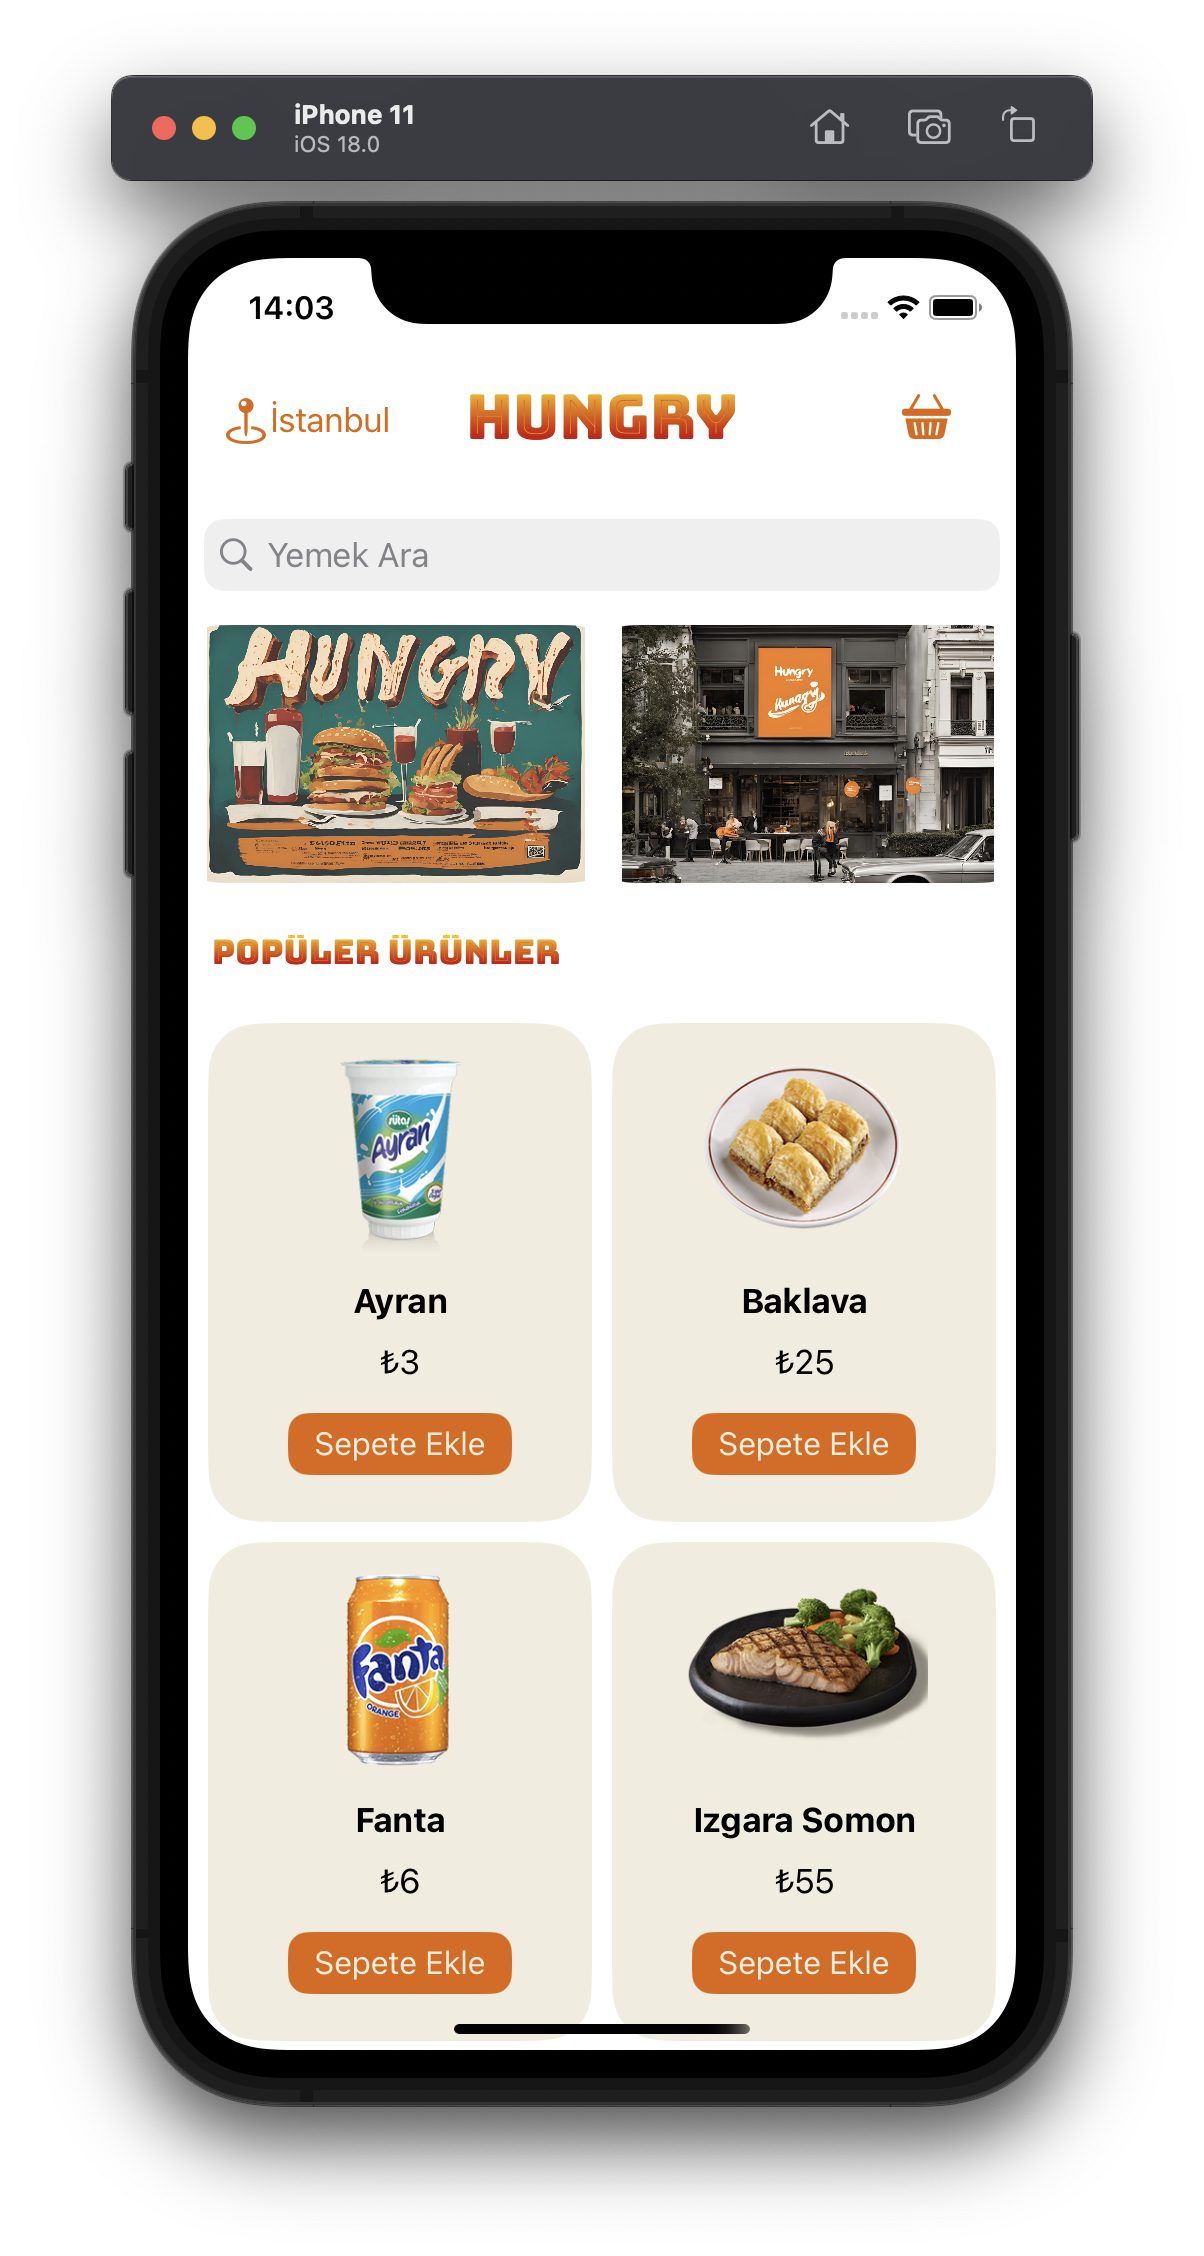 iPhone 11
iOS 18.0
14:03
İstanbul
HUNGRY
Yemek Ara
HUNGRY
Hungry
POPÜLER ÜRÜNLER
sütaş
Ayran
Ayran
Baklava
₺3
₺25
Sepete Ekle
Sepete Ekle
Fanta
ORANGE
Fanta
Izgara Somon
₺6
₺55
Sepete Ekle
Sepete Ekle